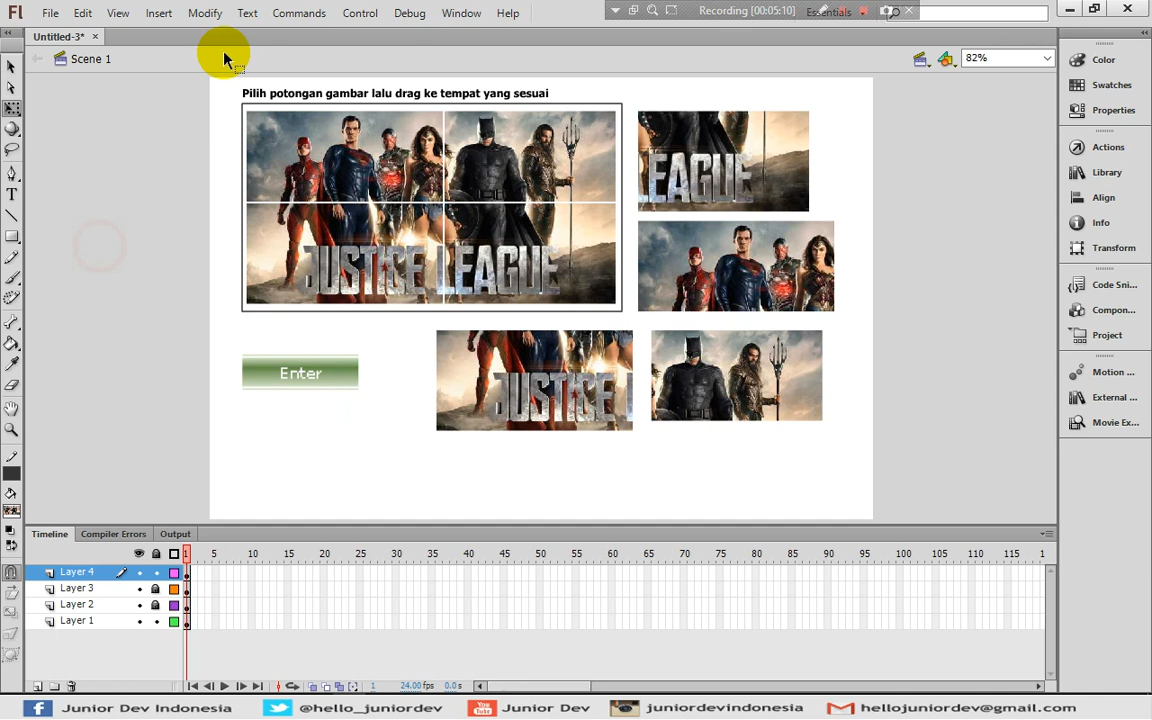 Fl File Edit View Insert Modify Text Commands Control Debug Window Help Recording [00:05:10] Essentials
Untitled-3* ×
Scene 1 82%
Pilih potongan gambar lalu drag ke tempat yang sesuai
JUSTICE LEAGUE
LEAGUE
JUSTICE L
Enter
Color
Swatches
Properties
Actions
Library
Align
Info
Transform
Code Sni...
Compon...
Project
Motion ...
External ...
Movie Ex...
Timeline Compiler Errors Output
1 5 10 15 20 25 30 35 40 45 50 55 60 65 70 75 80 85 90 95 100 105 110 115 1
Layer 4
Layer 3
Layer 2
Layer 1
1 24.00 fps 0.0 s
Junior Dev Indonesia @hello_juniordev You Tube Junior Dev juniordevindonesia hellojuniordev@gmail.com